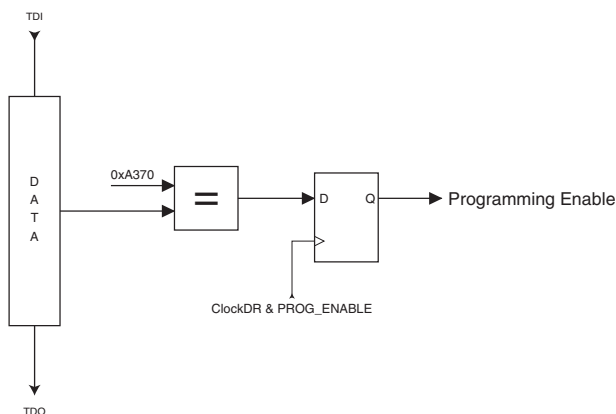 TDI
D
A
T
A
0xA370
=
D
Q
Programming Enable
ClockDR & PROG_ENABLE
TDO